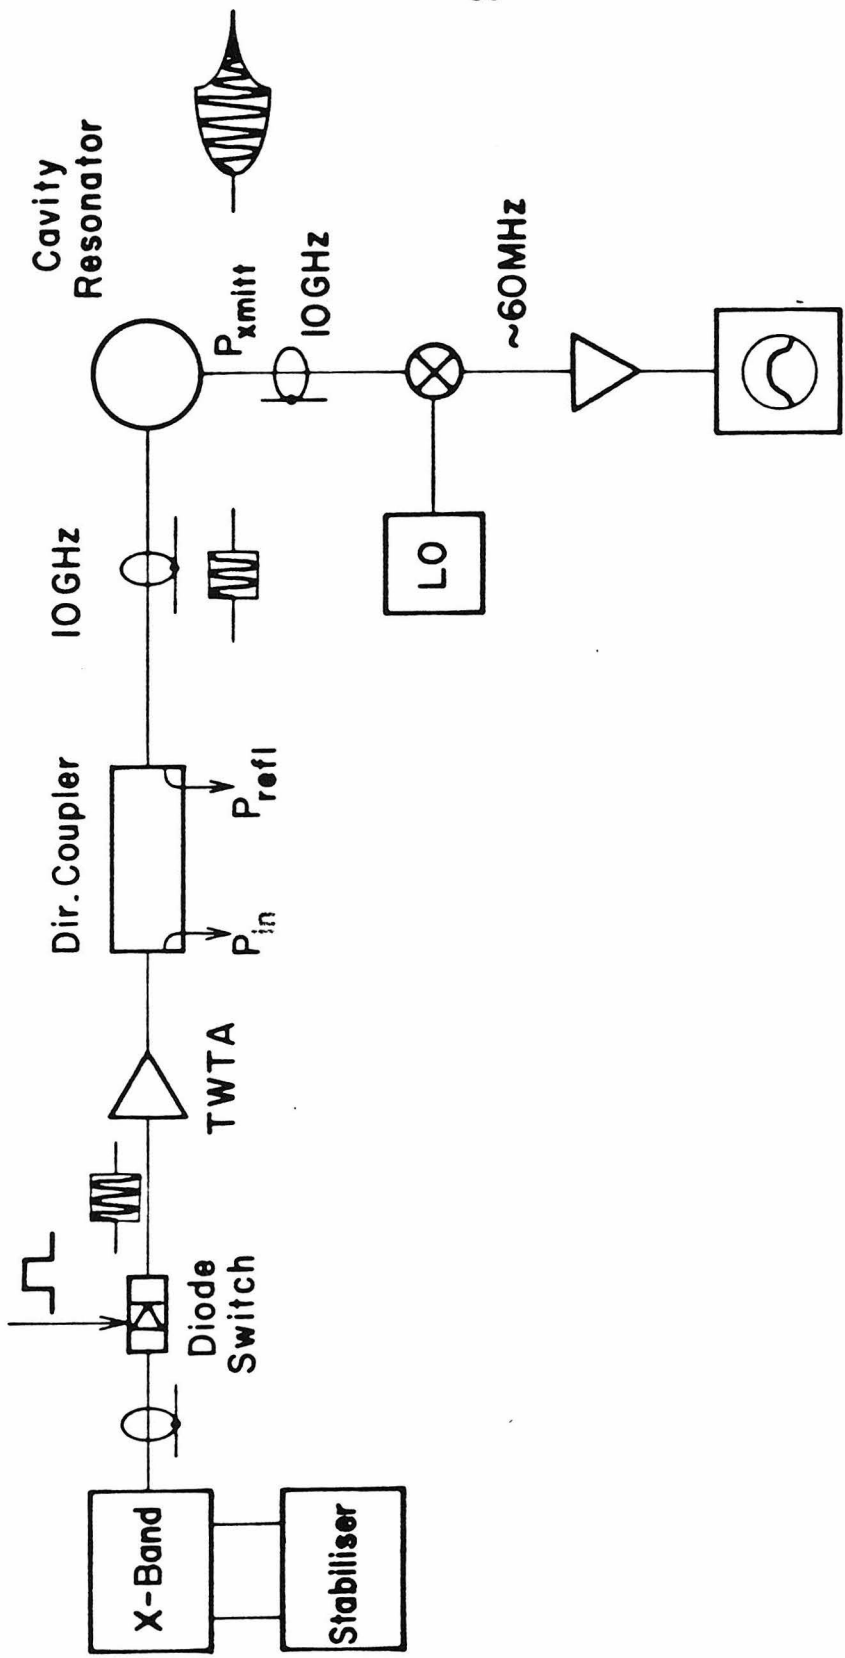 Cavity
Resonator
10GHz
Dir. Coupler
P_xmitt
10GHz
P_in
P_refl
TWTA
~60MHz
LO
Diode
Switch
X-Band
Stabiliser